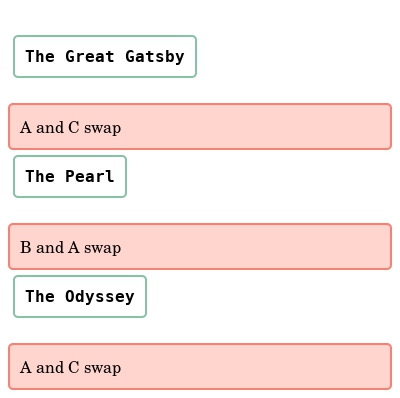 The Great Gatsby
A and C swap
The Pearl
B and A swap
The Odyssey
A and C swap